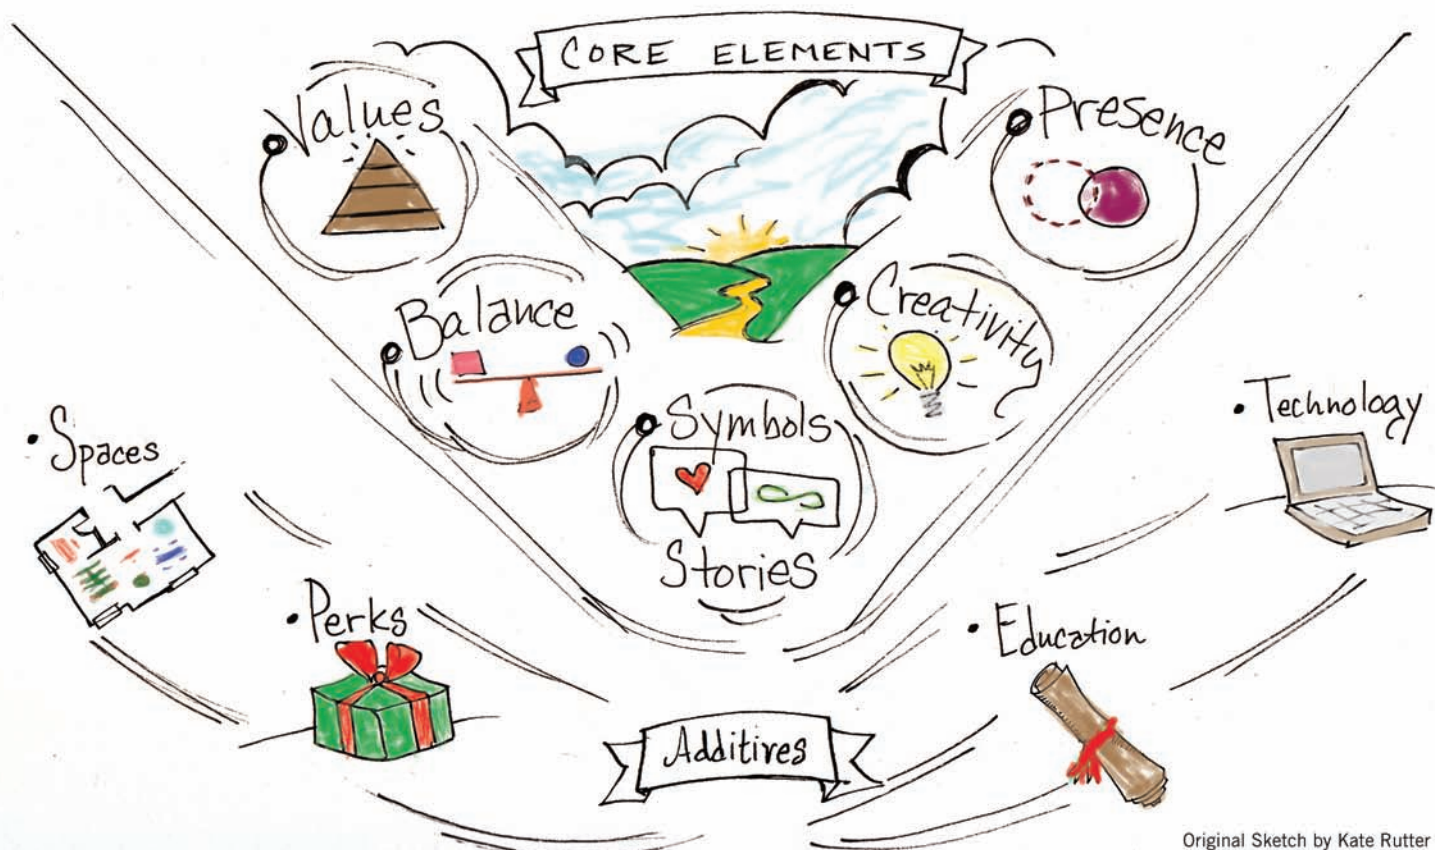 CORE ELEMENTS
Values
Presence
Balance
Creativity
Symbols
Stories
• Technology
• Spaces
• Perks
• Education
Additives
Original Sketch by Kate Rutter